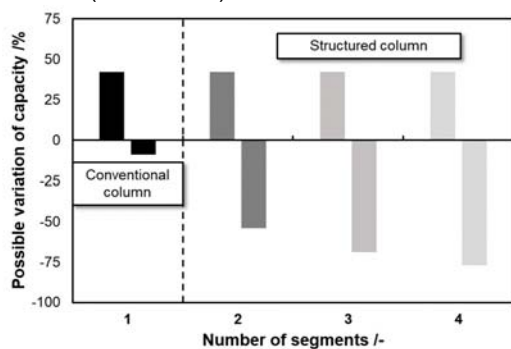 75
50
25
0
-25
-50
-75
-100
Possible variation of capacity /%
Structured column
Conventional
column
1 2 3 4
Number of segments /-